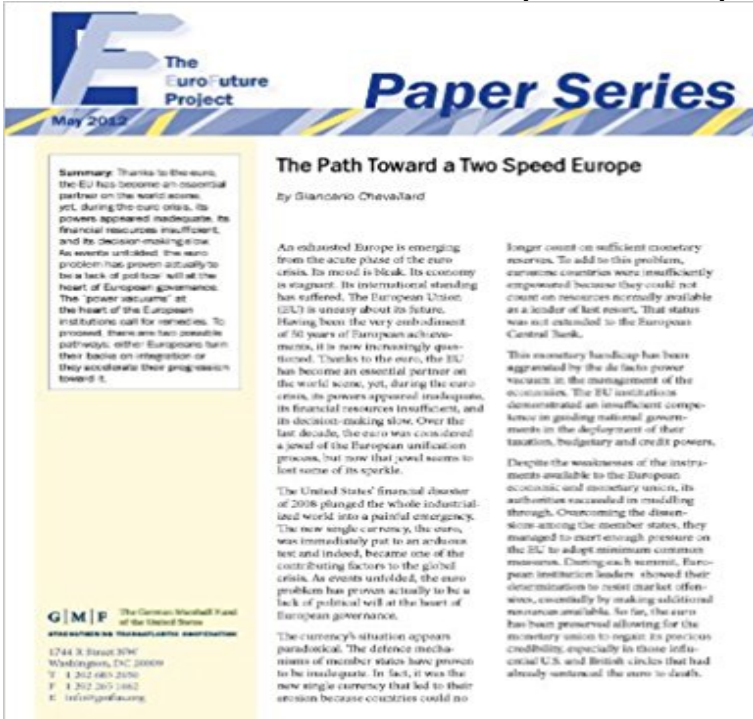 The
EuroFuture
Project
Paper Series
May 2012
Summary: Thanks to the euro,
the EU has become an essential
partner on the world scene,
yet, during the euro crisis, its
powers appeared inadequate, its
financial resources insufficient,
and its decision-making slow.
As events unfolded, the euro
problem has proven actually to
be a lack of political will at the
heart of European governance.
The "power vacuums" at
the heart of the European
institutions call for remedies. To
proceed, there are two possible
pathways: either Europeans turn
their backs on integration or
they accelerate their progression
toward it.
The Path Toward a Two Speed Europe
by Giancarlo Chevallard
An exhausted Europe is emerging
from the acute phase of the euro
crisis. Its mood is bleak. Its economy
is stagnant. Its international standing
has suffered. The European Union
(EU) is uneasy about its future.
Having been the very embodiment
of 50 years of European achieve-
ments, it is now increasingly ques-
tioned. Thanks to the euro, the EU
has become an essential partner on
the world scene, yet, during the euro
crisis, its powers appeared inadequate,
its financial resources insufficient, and
its decision-making slow. Over the
last decade, the euro was considered
a jewel of the European unification
process, but now that jewel seems to
lost some of its sparkle.
The United States' financial disaster
of 2008 plunged the whole industrial-
ized world into a painful emergency.
The new single currency, the euro,
was immediately put to an arduous
test and indeed, became one of the
contributing factors to the global
crisis. As events unfolded, the euro
problem has proven actually to be a
lack of political will at the heart of
European governance.
The currency's situation appears
paradoxical. The defence mecha-
nisms of member states have proven
to be inadequate. In fact, it was the
new single currency that led to their
erosion because countries could no
longer count on sufficient monetary
reserves. To add to this problem,
eurozone countries were insufficiently
empowered because they could not
count on resources normally available
as a lender of last resort. That status
was not extended to the European
Central Bank.
This monetary handicap has been
aggravated by the de facto power
vacuum in the management of the
economies. The EU institutions
demonstrated an insufficient compe-
tence in guiding national govern-
ments in the deployment of their
taxation, budgetary and credit powers.
Despite the weaknesses of the instru-
ments available to the European
economic and monetary union, its
authorities succeeded in muddling
through. Overcoming the dissen-
sions among the member states, they
managed to exert enough pressure on
the EU to adopt minimum common
measures. During each summit, Euro-
pean institution leaders showed their
determination to resist market offen-
sives, essentially by making additional
resources available. So far, the euro
has been preserved allowing for the
monetary union to regain its precious
credibility, especially in those influ-
ential U.S. and British circles that had
already sentenced the euro to death.
G|M|F The German Marshall Fund
of the United States
STRENGTHENING TRANSATLANTIC COOPERATION
1744 R Street NW
Washington, DC 20009
T 1 202 683 2650
F 1 202 265 1662
E info@gmfus.org